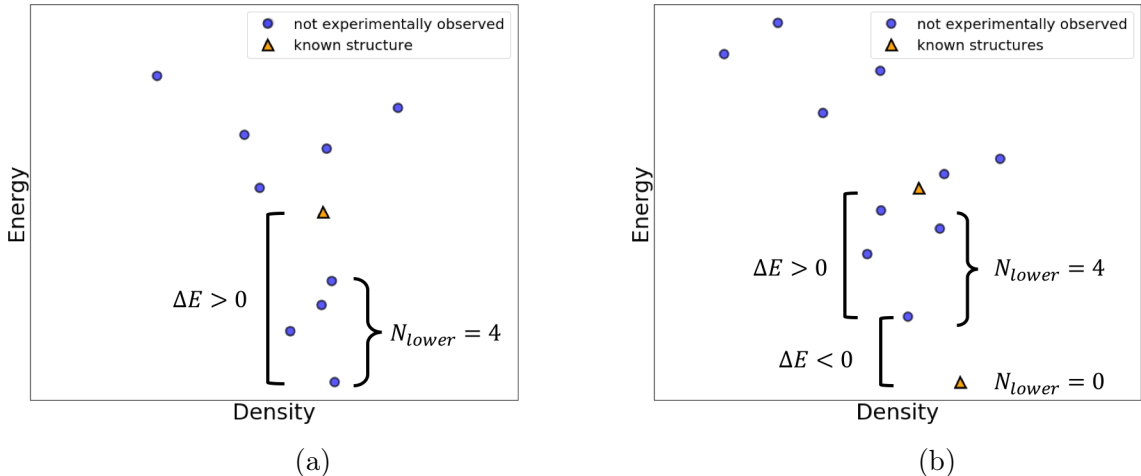 not experimentally observed
known structure
Energy
ΔE > 0
N_lower = 4
Density
(a)
not experimentally observed
known structures
Energy
ΔE > 0
N_lower = 4
ΔE < 0
N_lower = 0
Density
(b)